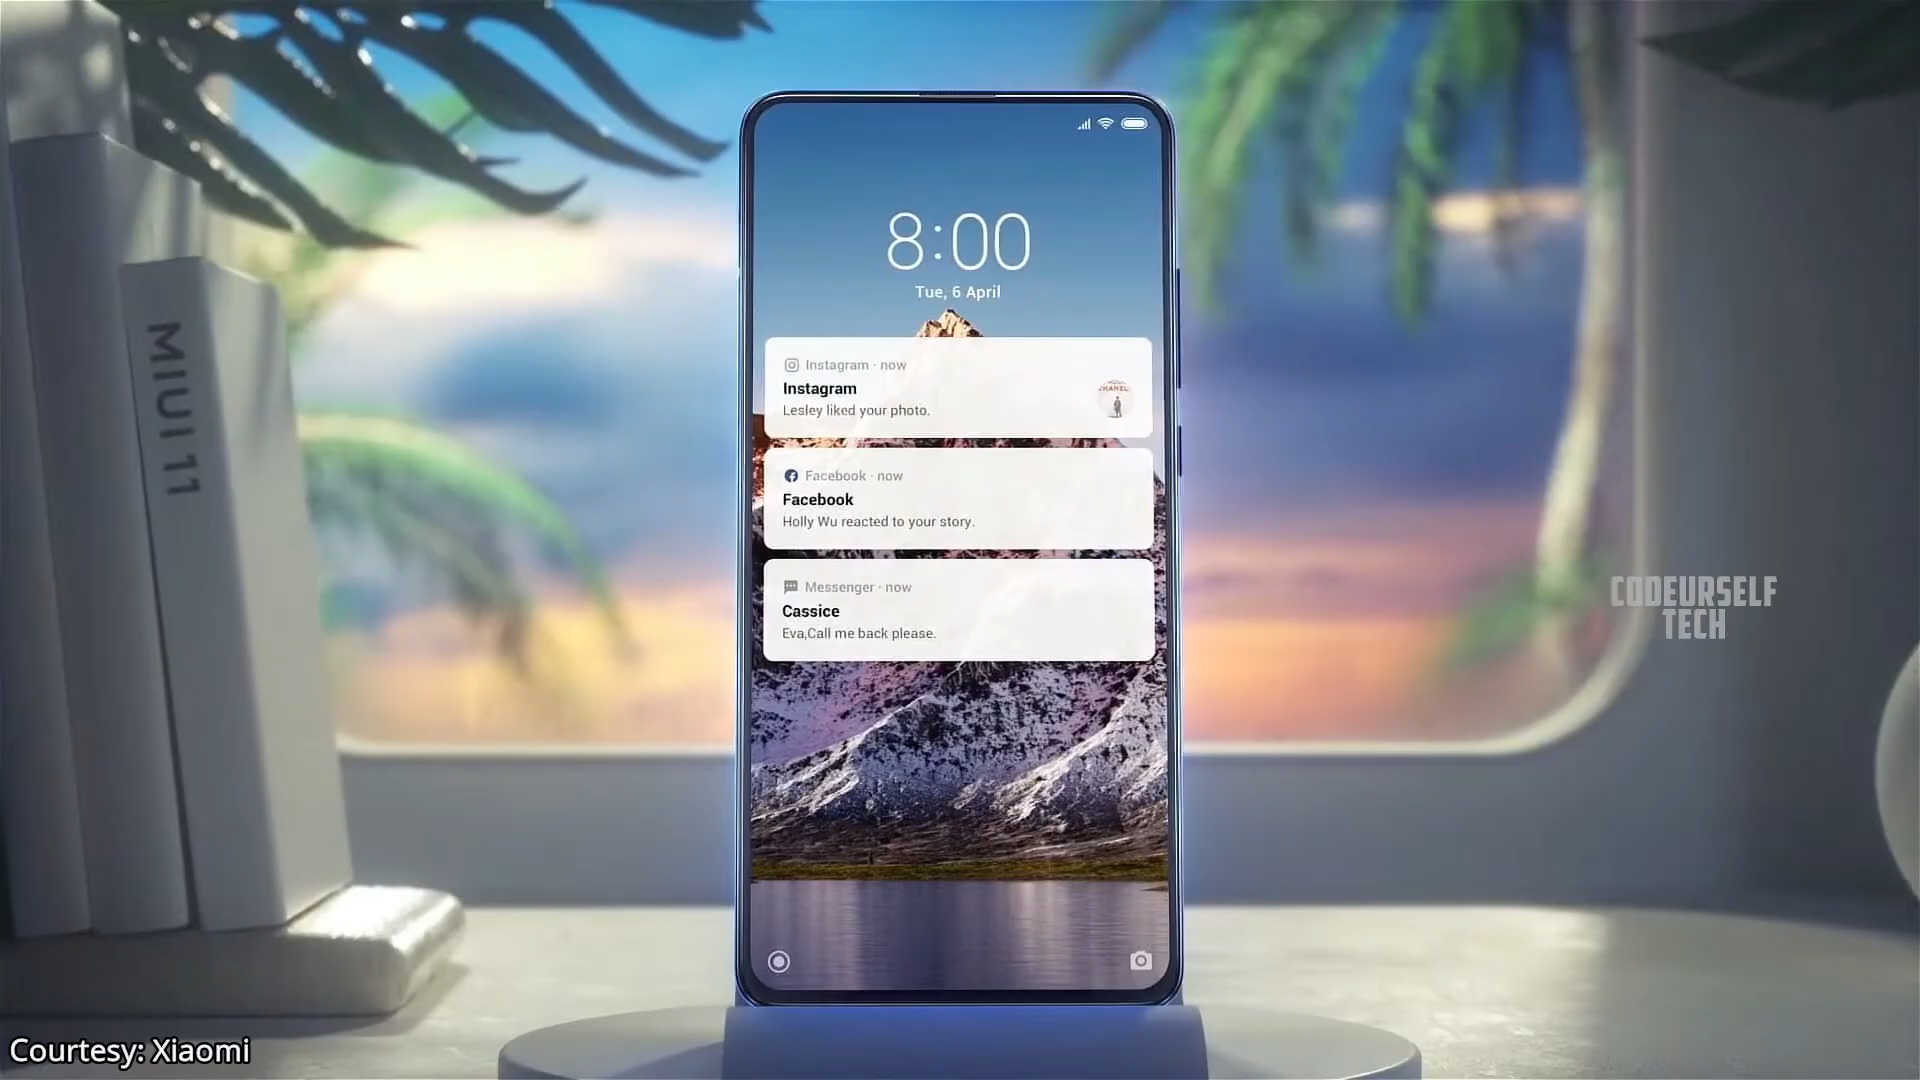 8:00
Tue, 6 April
Instagram · now
Instagram
Lesley liked your photo.
CHANEL
Facebook · now
Facebook
Holly Wu reacted to your story.
Messenger · now
Cassice
Eva,Call me back please.
MIUI 11
CODEURSELF
TECH
Courtesy: Xiaomi